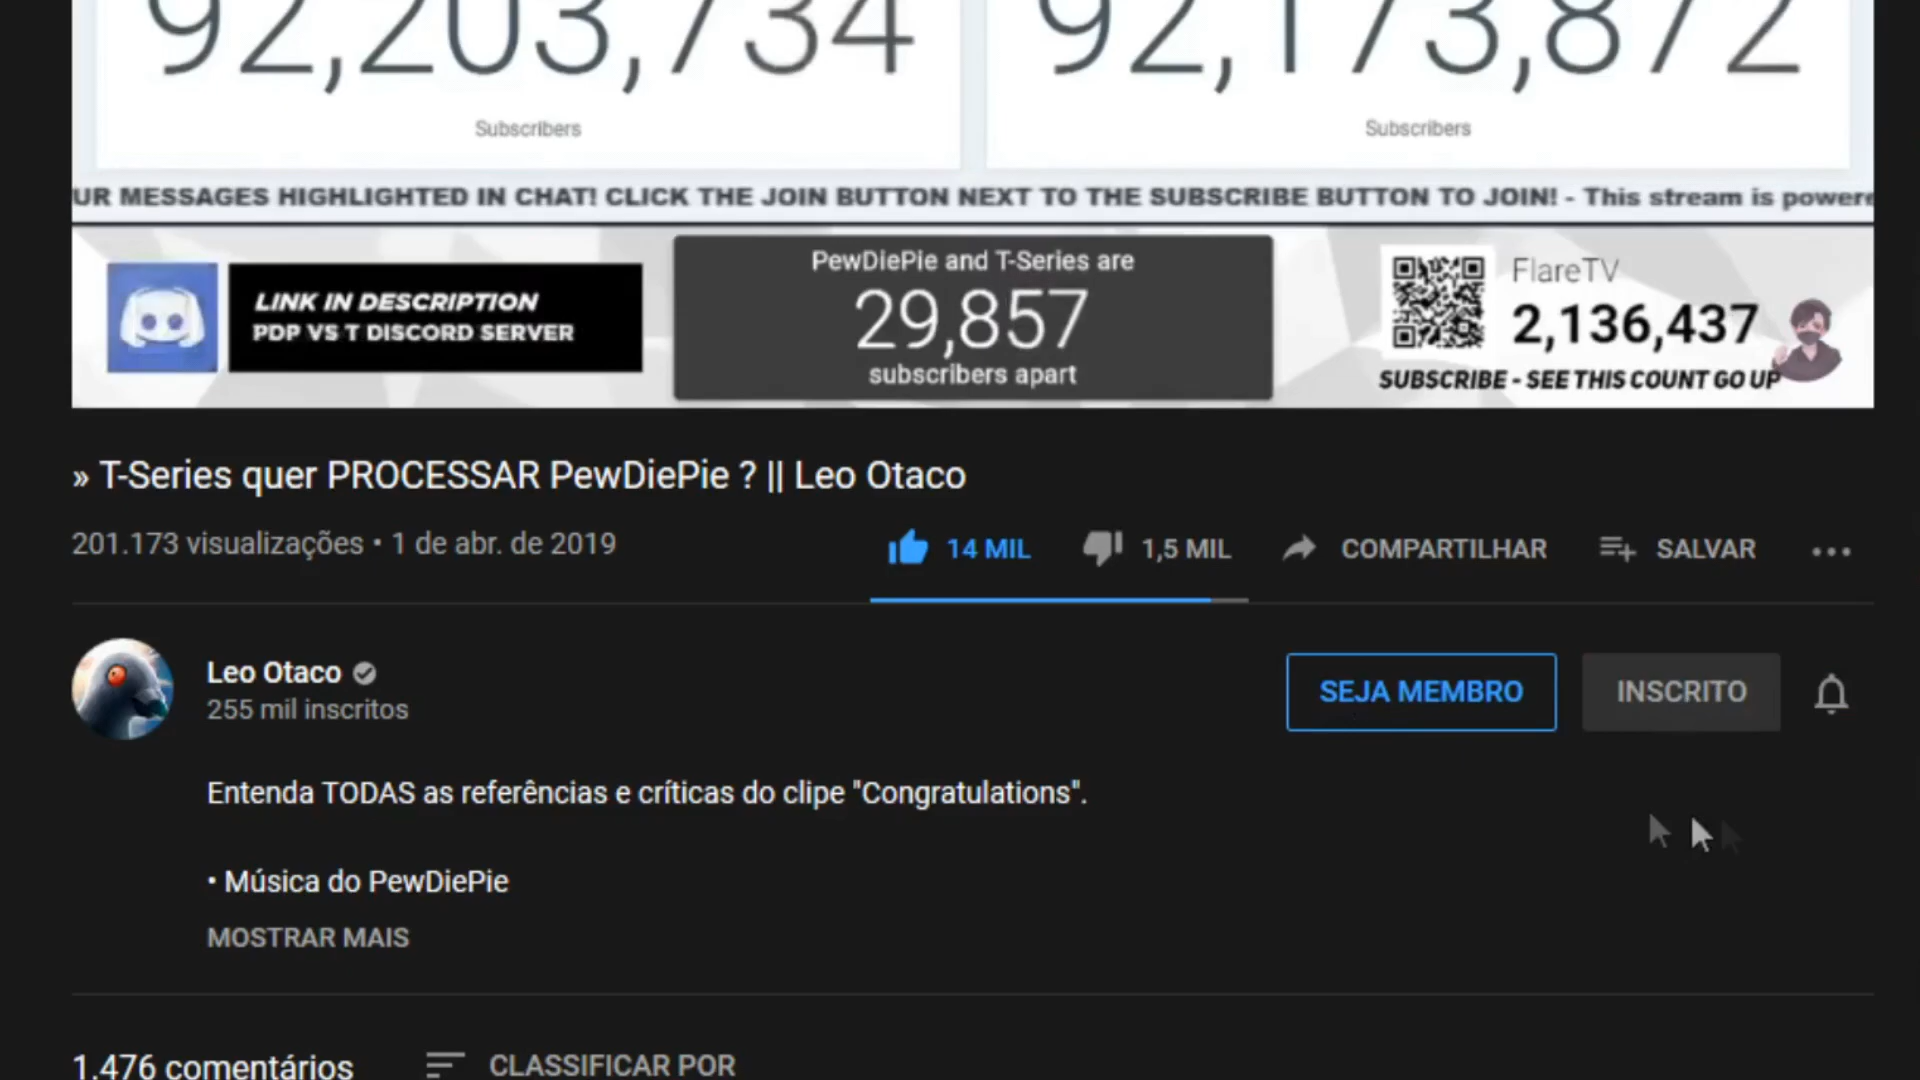 92,203,734
92,173,872
Subscribers
Subscribers
UR MESSAGES HIGHLIGHTED IN CHAT! CLICK THE JOIN BUTTON NEXT TO THE SUBSCRIBE BUTTON TO JOIN! - This stream is powere
LINK IN DESCRIPTION
PDP VS T DISCORD SERVER
PewDiePie and T-Series are
29,857
subscribers apart
FlareTV
2,136,437
SUBSCRIBE - SEE THIS COUNT GO UP
» T-Series quer PROCESSAR PewDiePie ? || Leo Otaco
201.173 visualizações • 1 de abr. de 2019
14 MIL
1,5 MIL
COMPARTILHAR
SALVAR
Leo Otaco
255 mil inscritos
SEJA MEMBRO
INSCRITO
Entenda TODAS as referências e críticas do clipe "Congratulations".
• Música do PewDiePie
MOSTRAR MAIS
1.476 comentários
CLASSIFICAR POR